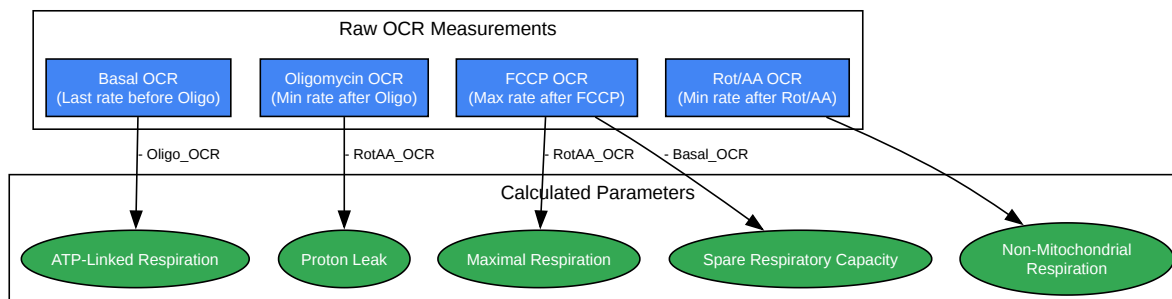 Raw OCR Measurements
Basal OCR
(Last rate before Oligo)
Oligomycin OCR
(Min rate after Oligo)
FCCP OCR
(Max rate after FCCP)
Rot/AA OCR
(Min rate after Rot/AA)
- Oligo_OCR
- RotAA_OCR
- RotAA_OCR
- Basal_OCR
Calculated Parameters
ATP-Linked Respiration
Proton Leak
Maximal Respiration
Spare Respiratory Capacity
Non-Mitochondrial
Respiration